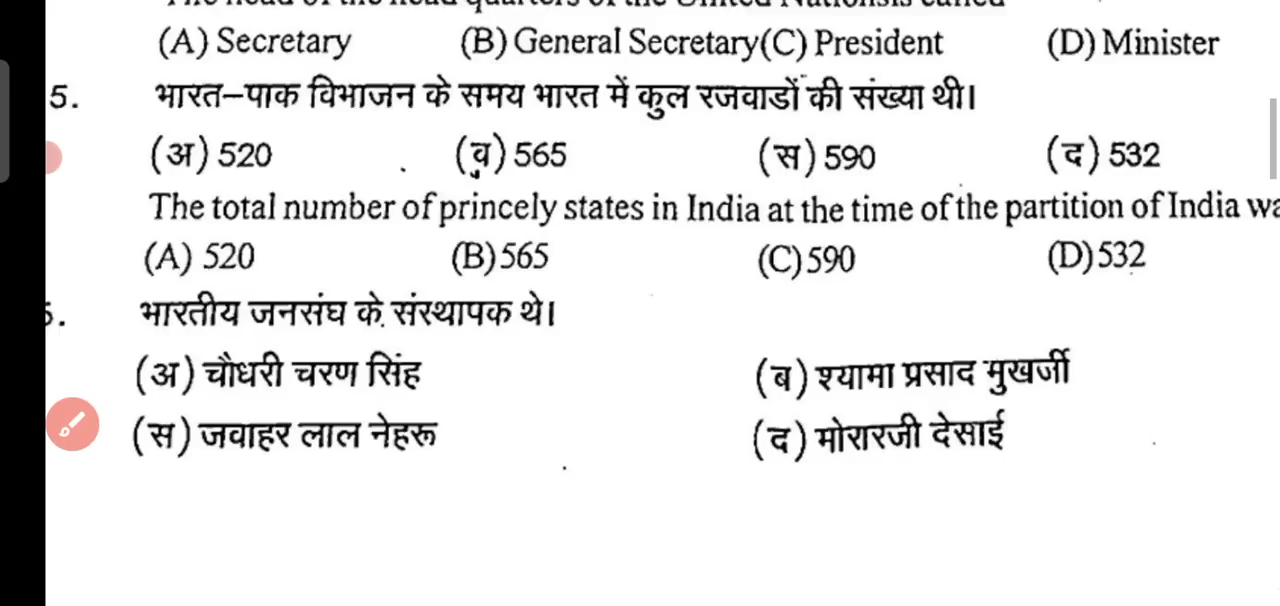 (A) Secretary (B) General Secretary (C) President (D) Minister
5. भारत–पाक विभाजन के समय भारत में कुल रजवाडों की संख्या थी।
(अ) 520 (व) 565 (स) 590 (द) 532
The total number of princely states in India at the time of the partition of India
(A) 520 (B) 565 (C) 590 (D) 532
भारतीय जनसंघ के संस्थापक थे।
(अ) चौधरी चरण सिंह (ब) श्यामा प्रसाद मुखर्जी
(स) जवाहर लाल नेहरू (द) मोरारजी देसाई